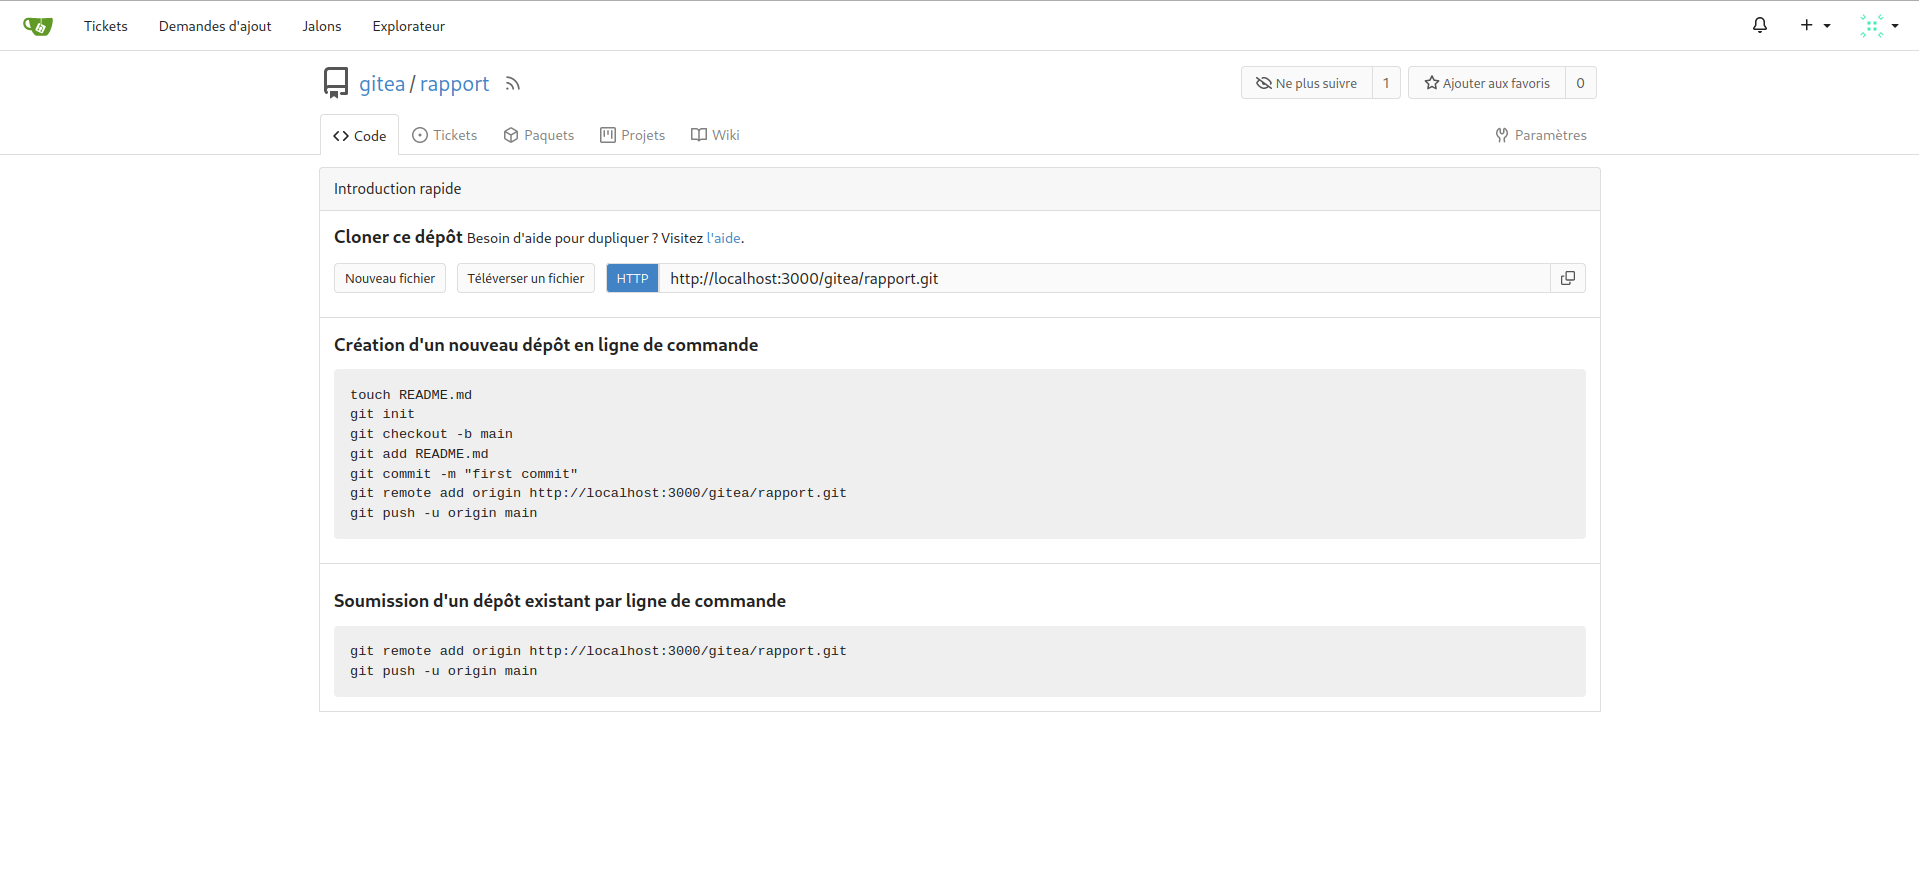 Tickets Demandes d'ajout Jalons Explorateur
gitea / rapport
Ne plus suivre 1 Ajouter aux favoris 0
Code Tickets Paquets Projets Wiki Paramètres
Introduction rapide
Cloner ce dépôt Besoin d'aide pour dupliquer ? Visitez l'aide.
Nouveau fichier Téléverser un fichier HTTP http://localhost:3000/gitea/rapport.git
Création d'un nouveau dépôt en ligne de commande
touch README.md
git init
git checkout -b main
git add README.md
git commit -m "first commit"
git remote add origin http://localhost:3000/gitea/rapport.git
git push -u origin main
Soumission d'un dépôt existant par ligne de commande
git remote add origin http://localhost:3000/gitea/rapport.git
git push -u origin main